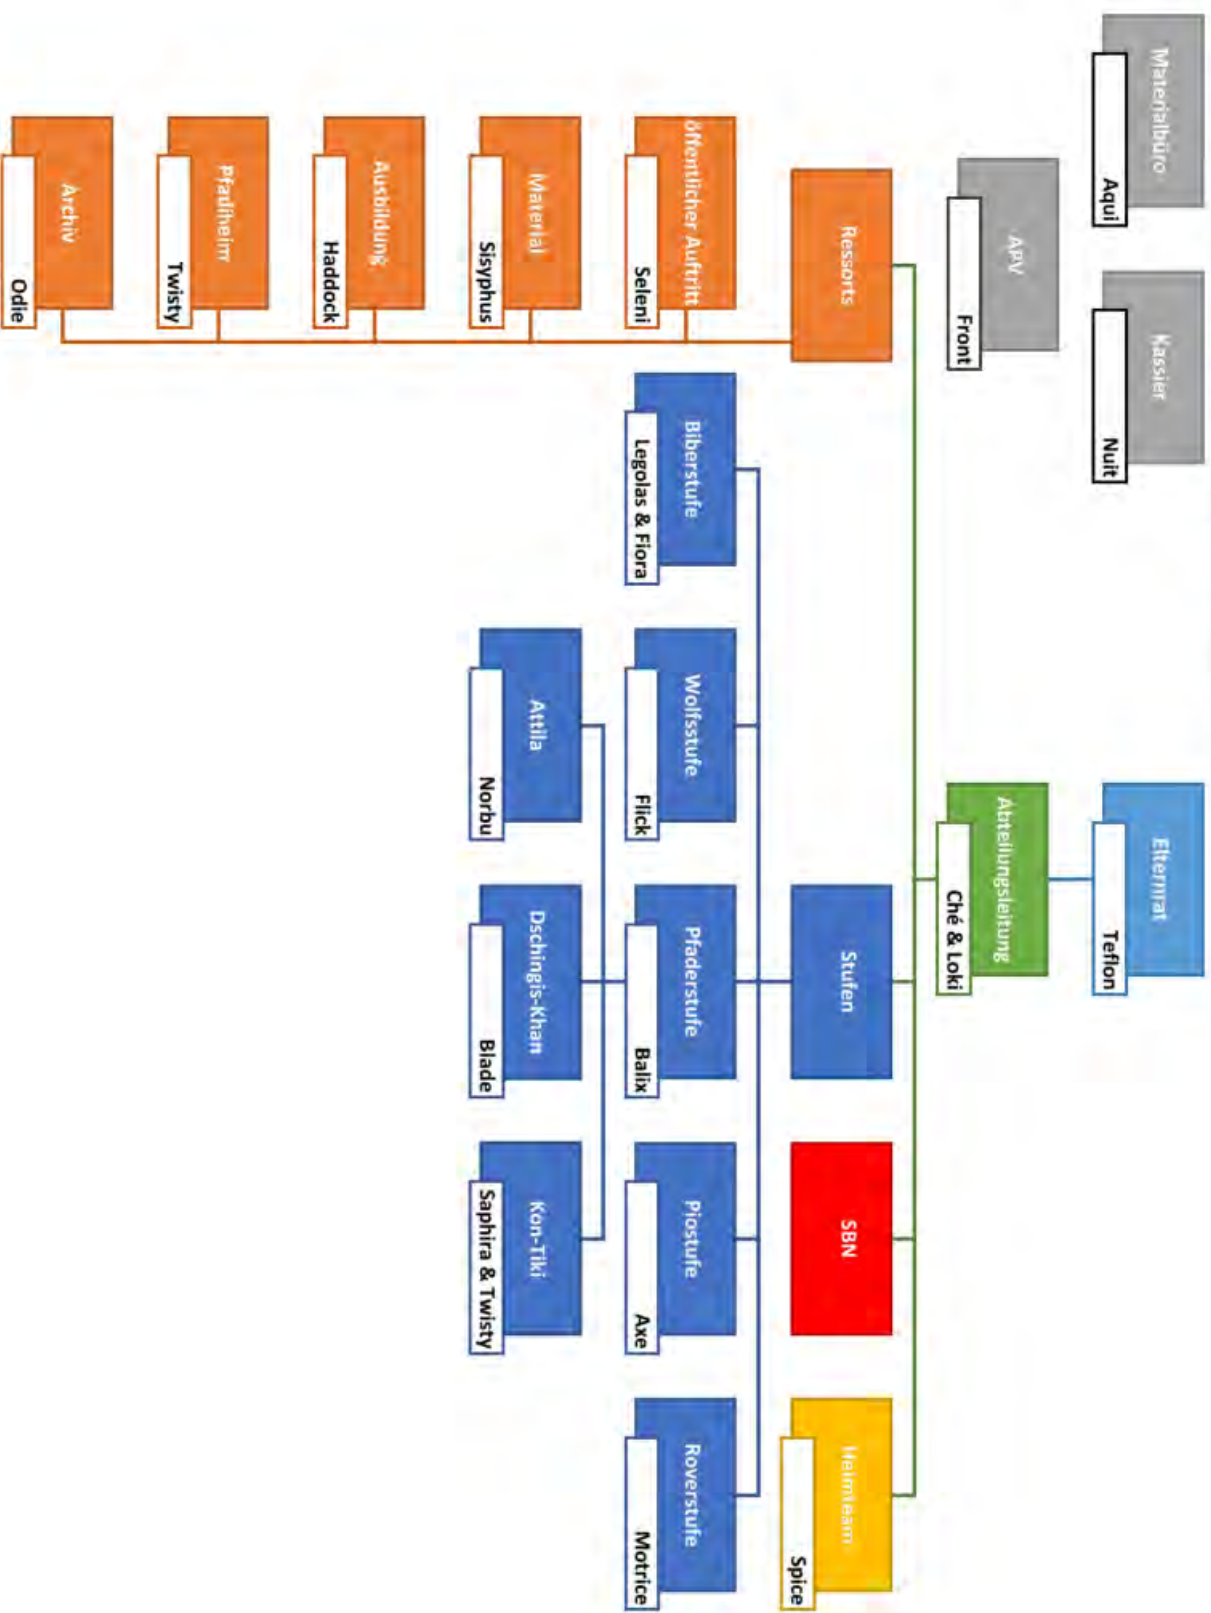 Materialbüro
Aqui
Kassier
Nuit
Elternrat
Teflon
APV
Front
Abteilungsleitung
Ché & Loki
Ressorts
Stufen
SBN
Heimteam
Spice
öffentlicher Auftritt
Seleni
Biberstufe
Legolas & Fiora
Wolfsstufe
Flick
Pfaderstufe
Balix
Piostufe
Axe
Roverstufe
Motrice
Material
Sisyphus
Attila
Norbu
Dschingis-Khan
Blade
Kon-Tiki
Saphira & Twisty
Ausbildung
Haddock
Pfadiheim
Twisty
Archiv
Odie